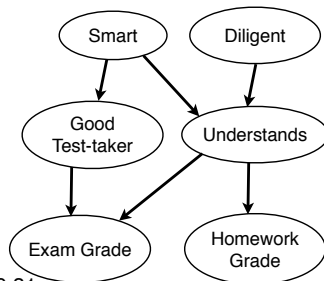 Smart
Diligent
Good
Test-taker
Understands
Exam Grade
Homework
Grade